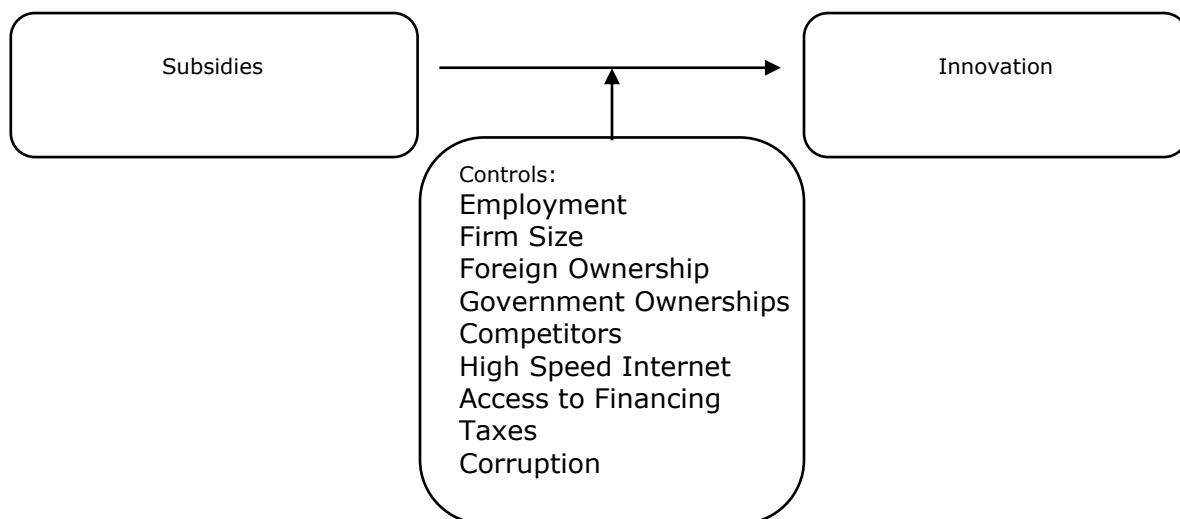 Subsidies
Innovation
Controls:
Employment
Firm Size
Foreign Ownership
Government Ownerships
Competitors
High Speed Internet
Access to Financing
Taxes
Corruption